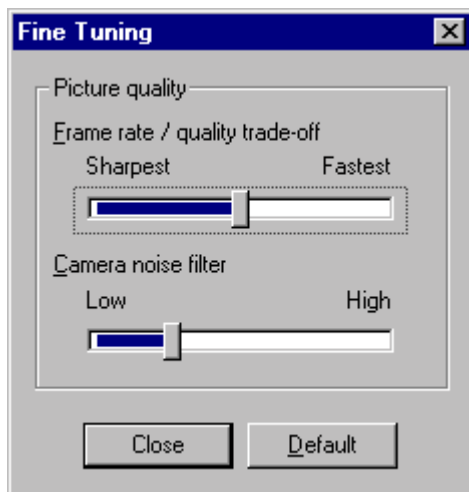 Fine Tuning
Picture quality
Frame rate / quality trade-off
Sharpest Fastest
Camera noise filter
Low High
Close Default